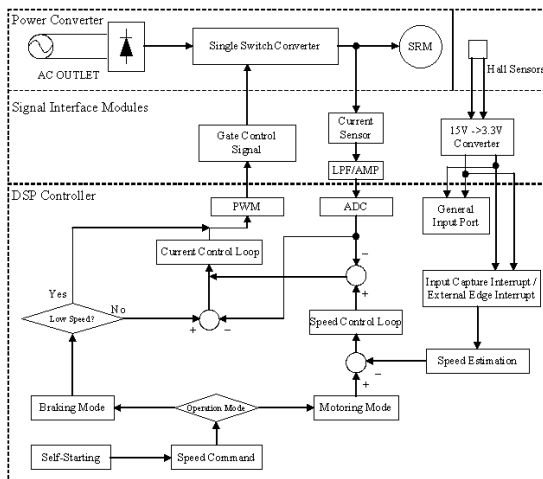 Power Converter
Single Switch Converter
SRM
AC OUTLET
Hall Sensors
Signal Interface Modules
Current
Sensor
15V ->3.3V
Converter
Gate Control
Signal
LPF/AMP
DSP Controller
PWM
ADC
General
Input Port
Current Control Loop
−
+
Yes
No
Input Capture Interrupt /
External Edge Interrupt
Low Speed?
+
−
Speed Control Loop
Speed Estimation
−
+
Braking Mode
Operation Mode
Motoring Mode
Self-Starting
Speed Command